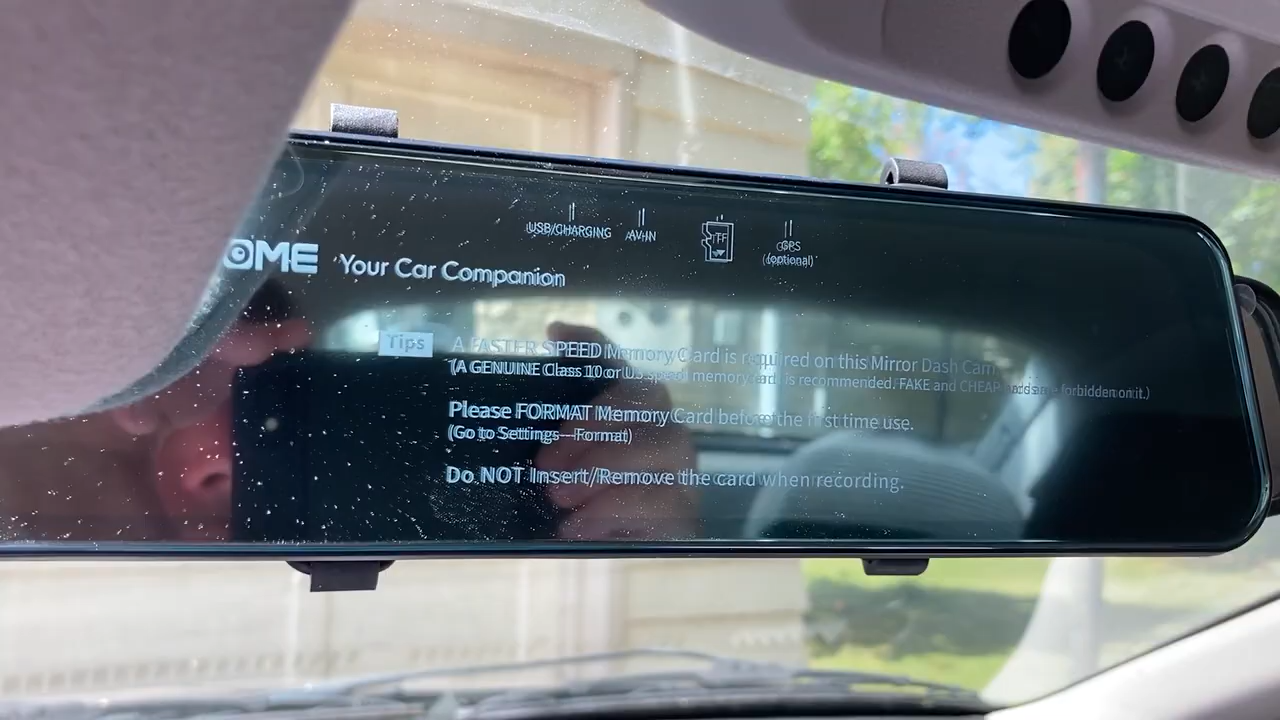 USB/CHARGING
AV-IN
TF
GPS
(optional)
OME Your Car Companion
Tips
A FASTER SPEED Memory Card is required on this Mirror Dash Cam.
(A GENUINE Class 10 or U3 speed memory card is recommended. FAKE and CHEAP cards are forbidden on it.)
Please FORMAT Memory Card before the first time use.
(Go to Settings---Format)
Do NOT Insert/Remove the card when recording.